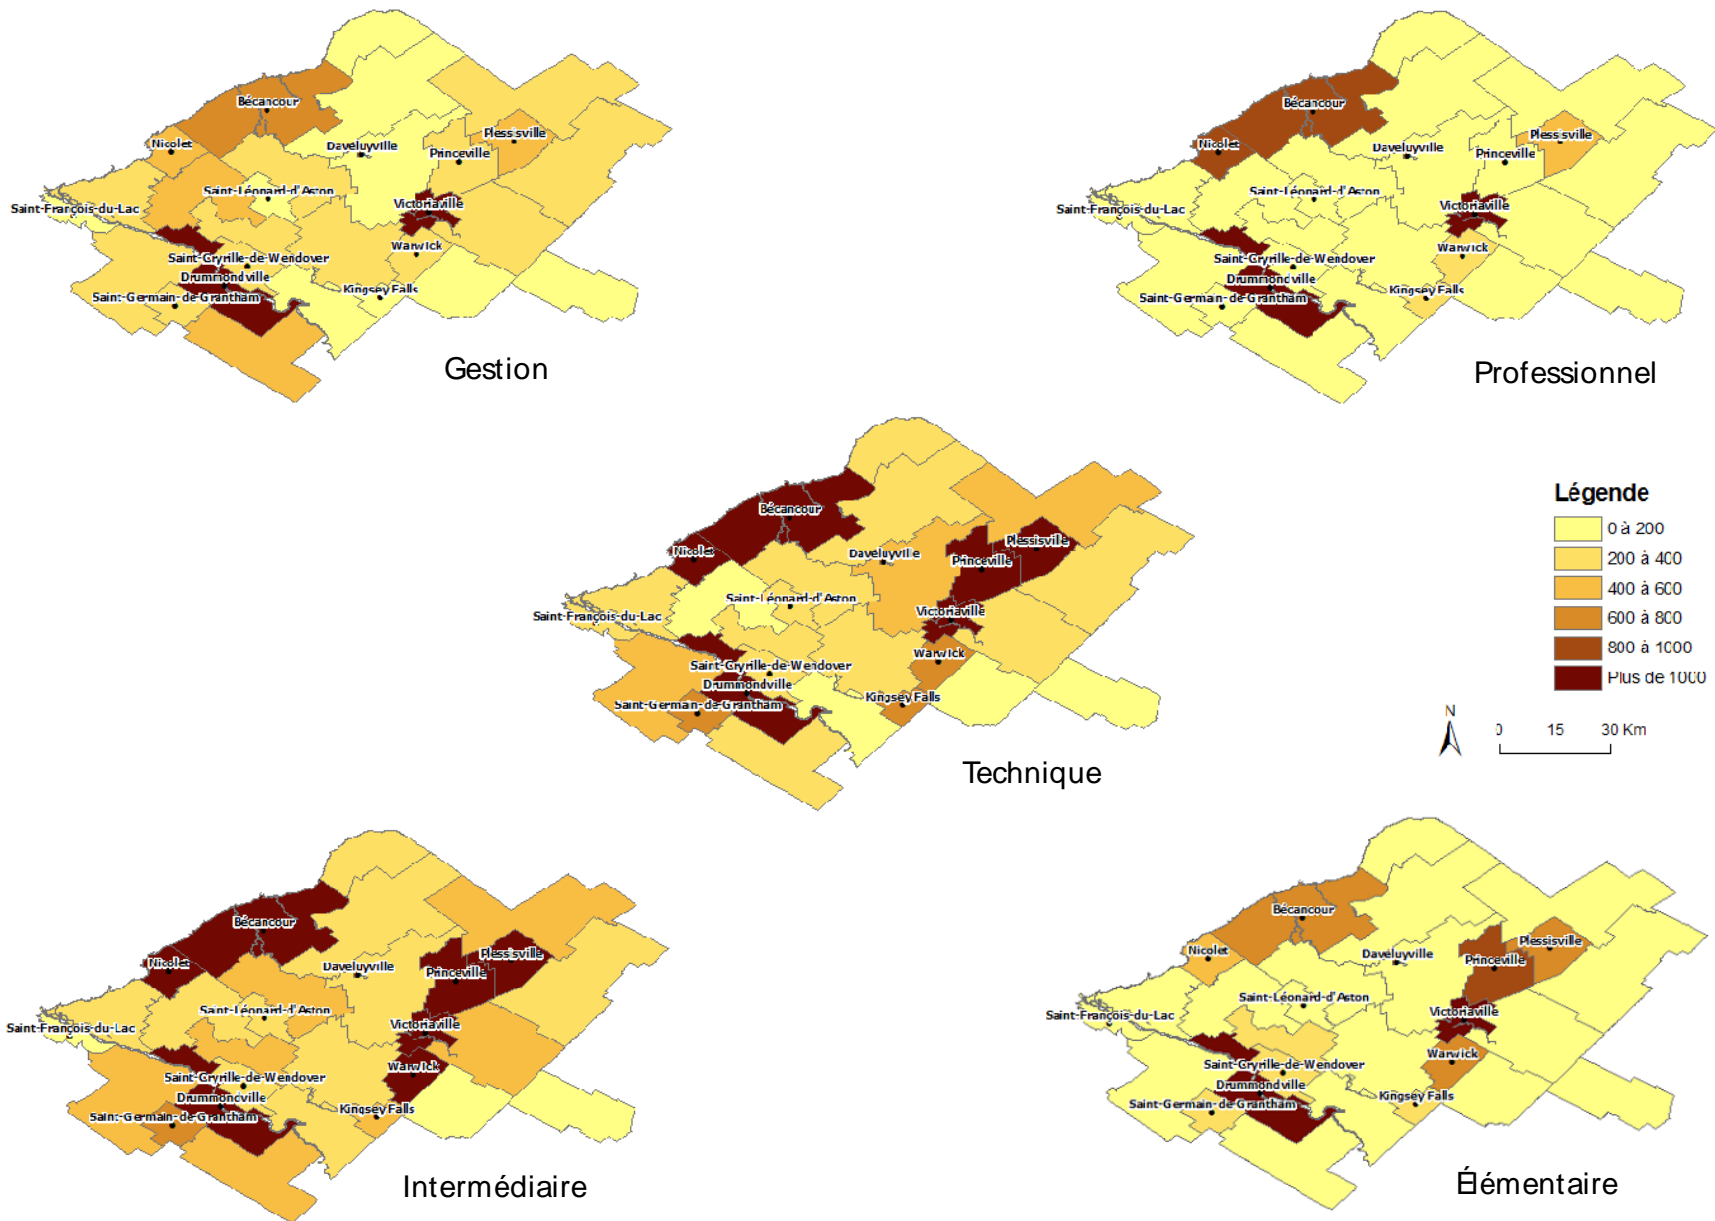 Bécancour
Nicolet
Daveluyville
Plessisville
Princeville
Saint-Léonard-d'Aston
Saint-François-du-Lac
Victoriaville
Warwick
Saint-Cyrille-de-Wendover
Drummondville
Saint-Germain-de-Grantham
Kingsey Falls
Gestion
Bécancour
Nicolet
Daveluyville
Plessisville
Princeville
Saint-Léonard-d'Aston
Saint-François-du-Lac
Victoriaville
Warwick
Saint-Cyrille-de-Wendover
Drummondville
Saint-Germain-de-Grantham
Kingsey Falls
Professionnel
Bécancour
Nicolet
Daveluyville
Plessisville
Princeville
Saint-Léonard-d'Aston
Saint-François-du-Lac
Victoriaville
Warwick
Saint-Cyrille-de-Wendover
Drummondville
Saint-Germain-de-Grantham
Kingsey Falls
Technique
Légende
0 à 200
200 à 400
400 à 600
600 à 800
800 à 1000
Plus de 1000
N
0 15 30 Km
Bécancour
Nicolet
Daveluyville
Plessisville
Princeville
Saint-Léonard-d'Aston
Saint-François-du-Lac
Victoriaville
Warwick
Saint-Cyrille-de-Wendover
Drummondville
Saint-Germain-de-Grantham
Kingsey Falls
Intermédiaire
Bécancour
Nicolet
Daveluyville
Plessisville
Princeville
Saint-Léonard-d'Aston
Saint-François-du-Lac
Victoriaville
Warwick
Saint-Cyrille-de-Wendover
Drummondville
Saint-Germain-de-Grantham
Kingsey Falls
Élémentaire